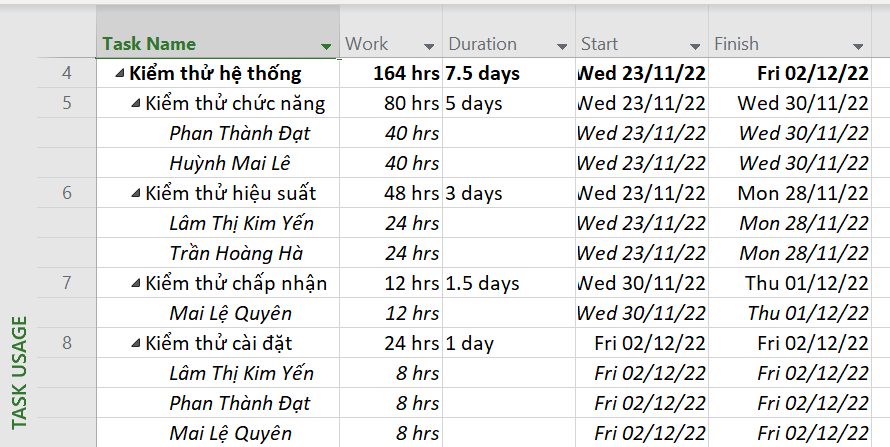 Task Name Work Duration Start Finish
4 Kiểm thử hệ thống 164 hrs 7.5 days Wed 23/11/22 Fri 02/12/22
5 Kiểm thử chức năng 80 hrs 5 days Wed 23/11/22 Wed 30/11/22
Phan Thành Đạt 40 hrs Wed 23/11/22 Wed 30/11/22
Huỳnh Mai Lê 40 hrs Wed 23/11/22 Wed 30/11/22
6 Kiểm thử hiệu suất 48 hrs 3 days Wed 23/11/22 Mon 28/11/22
Lâm Thị Kim Yến 24 hrs Wed 23/11/22 Mon 28/11/22
Trần Hoàng Hà 24 hrs Wed 23/11/22 Mon 28/11/22
7 Kiểm thử chấp nhận 12 hrs 1.5 days Wed 30/11/22 Thu 01/12/22
Mai Lệ Quyên 12 hrs Wed 30/11/22 Thu 01/12/22
8 Kiểm thử cài đặt 24 hrs 1 day Fri 02/12/22 Fri 02/12/22
Lâm Thị Kim Yến 8 hrs Fri 02/12/22 Fri 02/12/22
Phan Thành Đạt 8 hrs Fri 02/12/22 Fri 02/12/22
Mai Lệ Quyên 8 hrs Fri 02/12/22 Fri 02/12/22
TASK USAGE